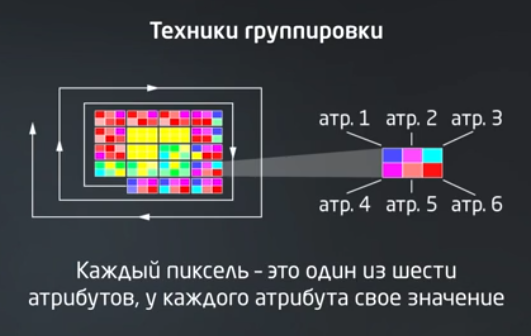 Техники группировки
атр. 1 атр. 2 атр. 3
атр. 4 атр. 5 атр. 6
Каждый пиксель – это один из шести
атрибутов, у каждого атрибута свое значение